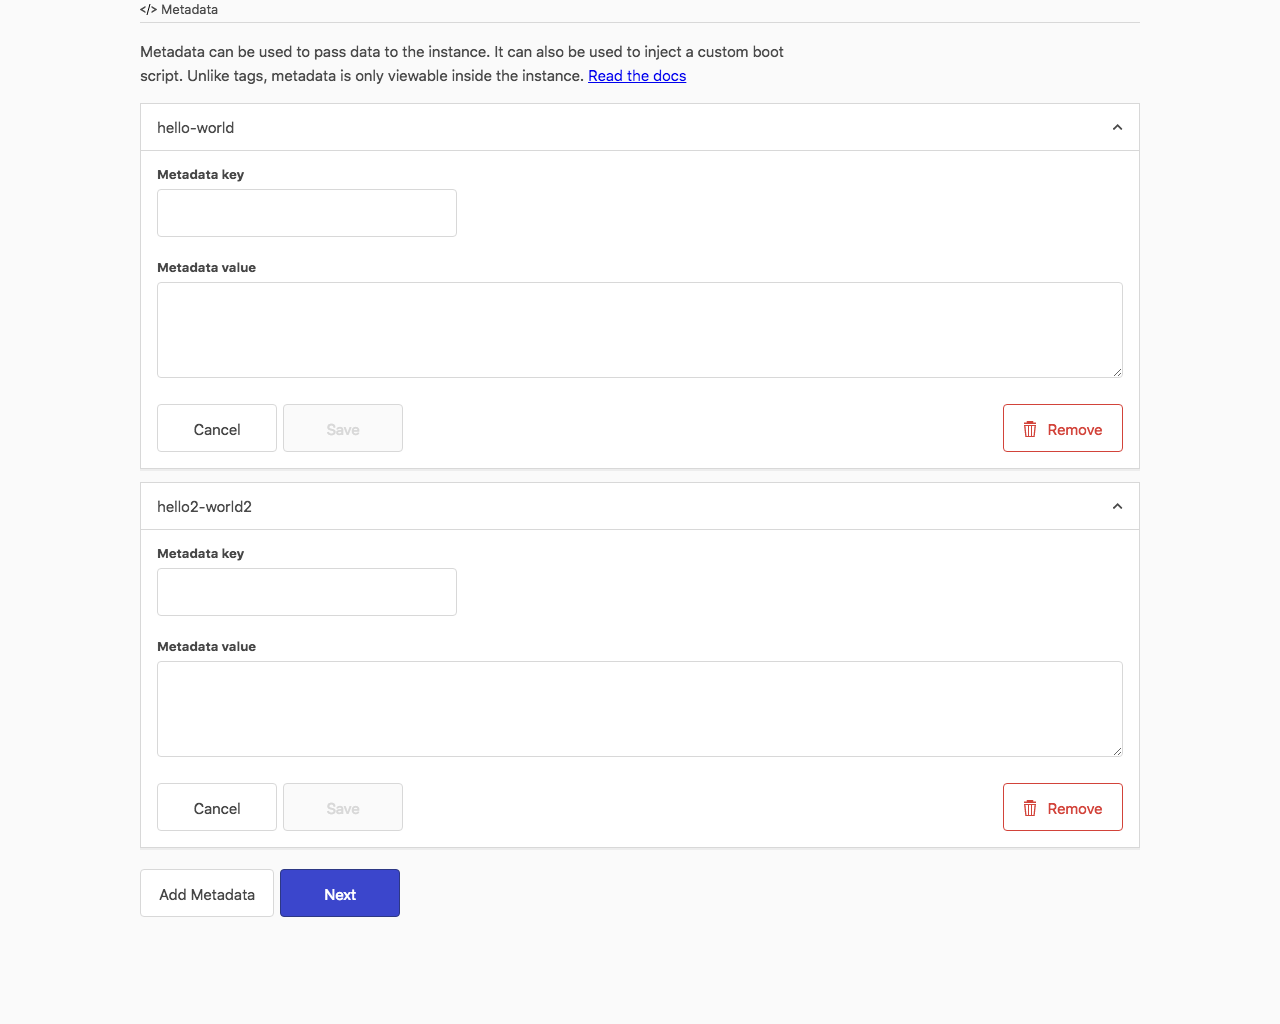 </> Metadata
Metadata can be used to pass data to the instance. It can also be used to inject a custom boot
script. Unlike tags, metadata is only viewable inside the instance. Read the docs
hello-world
Metadata key
Metadata value
Cancel
Save
Remove
hello2-world2
Metadata key
Metadata value
Cancel
Save
Remove
Add Metadata
Next